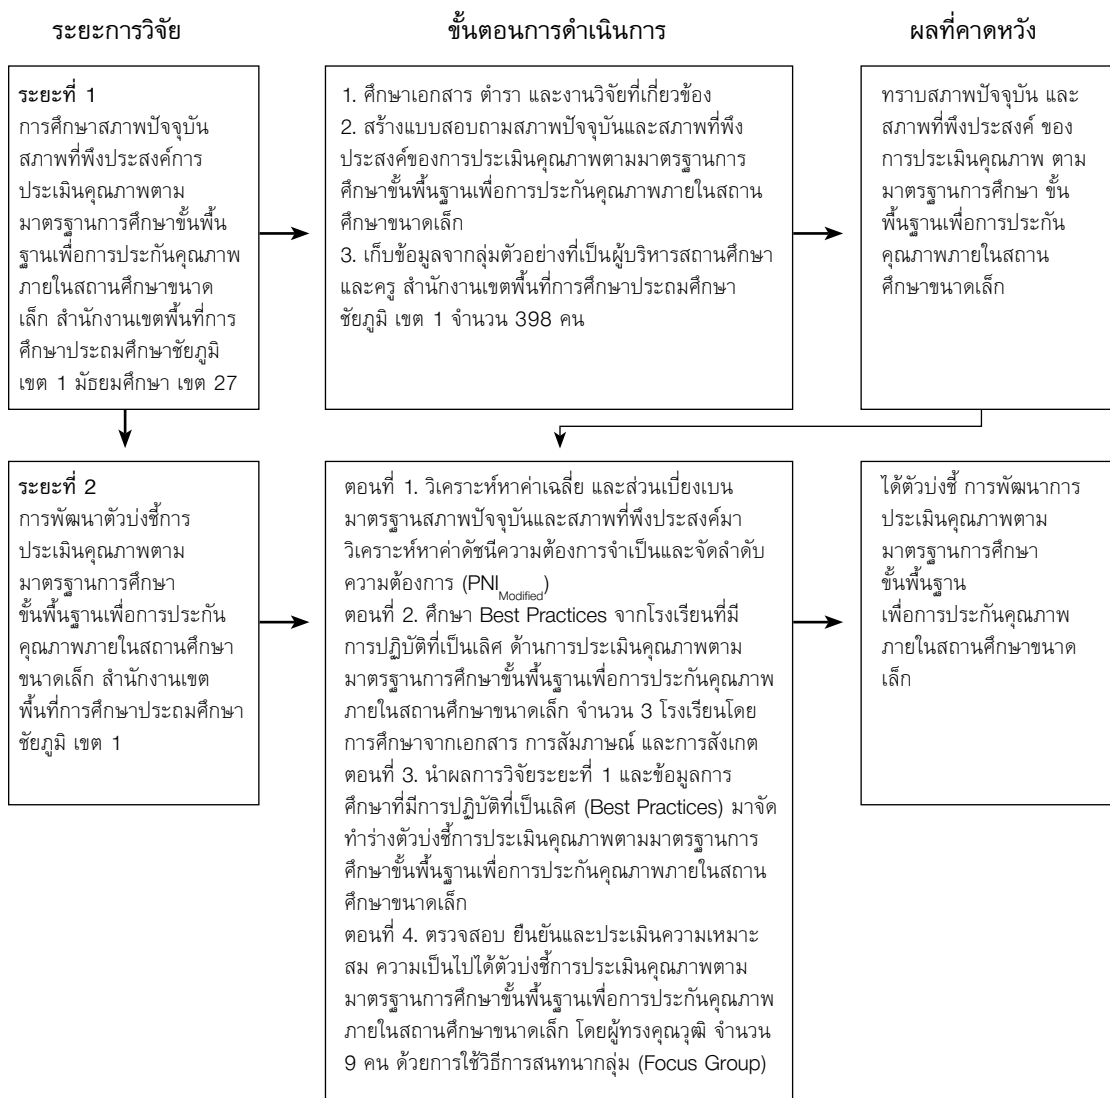 ระยะการวิจัย
ขั้นตอนการดำเนินการ
ผลที่คาดหวัง
ระยะที่ 1
การศึกษาสภาพปัจจุบัน
สภาพที่พึงประสงค์การ
ประเมินคุณภาพตาม
มาตรฐานการศึกษาขั้นพื้น
ฐานเพื่อการประกันคุณภาพ
ภายในสถานศึกษาขนาด
เล็ก สำนักงานเขตพื้นที่การ
ศึกษาประถมศึกษาชัยภูมิ
เขต 1 มัธยมศึกษา เขต 27
1. ศึกษาเอกสาร ตำรา และงานวิจัยที่เกี่ยวข้อง
2. สร้างแบบสอบถามสภาพปัจจุบันและสภาพที่พึง
ประสงค์ของการประเมินคุณภาพตามมาตรฐานการ
ศึกษาขั้นพื้นฐานเพื่อการประกันคุณภาพภายในสถาน
ศึกษาขนาดเล็ก
3. เก็บข้อมูลจากกลุ่มตัวอย่างที่เป็นผู้บริหารสถานศึกษา
และครู สำนักงานเขตพื้นที่การศึกษาประถมศึกษา
ชัยภูมิ เขต 1 จำนวน 398 คน
ทราบสภาพปัจจุบัน และ
สภาพที่พึงประสงค์ ของ
การประเมินคุณภาพ ตาม
มาตรฐานการศึกษา ขั้น
พื้นฐานเพื่อการประกัน
คุณภาพภายในสถาน
ศึกษาขนาดเล็ก
ระยะที่ 2
การพัฒนาตัวบ่งชี้การ
ประเมินคุณภาพตาม
มาตรฐานการศึกษา
ขั้นพื้นฐานเพื่อการประกัน
คุณภาพภายในสถานศึกษา
ขนาดเล็ก สำนักงานเขต
พื้นที่การศึกษาประถมศึกษา
ชัยภูมิ เขต 1
ตอนที่ 1. วิเคราะห์หาค่าเฉลี่ย และส่วนเบี่ยงเบน
มาตรฐานสภาพปัจจุบันและสภาพที่พึงประสงค์มา
วิเคราะห์หาค่าดัชนีความต้องการจำเป็นและจัดลำดับ
ความต้องการ (PNI Modified)
ตอนที่ 2. ศึกษา Best Practices จากโรงเรียนที่มี
การปฏิบัติที่เป็นเลิศ ด้านการประเมินคุณภาพตาม
มาตรฐานการศึกษาขั้นพื้นฐานเพื่อการประกันคุณภาพ
ภายในสถานศึกษาขนาดเล็ก จำนวน 3 โรงเรียนโดย
การศึกษาจากเอกสาร การสัมภาษณ์ และการสังเกต
ตอนที่ 3. นำผลการวิจัยระยะที่ 1 และข้อมูลการ
ศึกษาที่มีการปฏิบัติที่เป็นเลิศ (Best Practices) มาจัด
ทำร่างตัวบ่งชี้การประเมินคุณภาพตามมาตรฐานการ
ศึกษาขั้นพื้นฐานเพื่อการประกันคุณภาพภายในสถาน
ศึกษาขนาดเล็ก
ตอนที่ 4. ตรวจสอบ ยืนยันและประเมินความเหมาะ
สม ความเป็นไปได้ตัวบ่งชี้การประเมินคุณภาพตาม
มาตรฐานการศึกษาขั้นพื้นฐานเพื่อการประกันคุณภาพ
ภายในสถานศึกษาขนาดเล็ก โดยผู้ทรงคุณวุฒิ จำนวน
9 คน ด้วยการใช้วิธีการสนทนากลุ่ม (Focus Group)
ได้ตัวบ่งชี้ การพัฒนาการ
ประเมินคุณภาพตาม
มาตรฐานการศึกษา
ขั้นพื้นฐาน
เพื่อการประกันคุณภาพ
ภายในสถานศึกษาขนาด
เล็ก